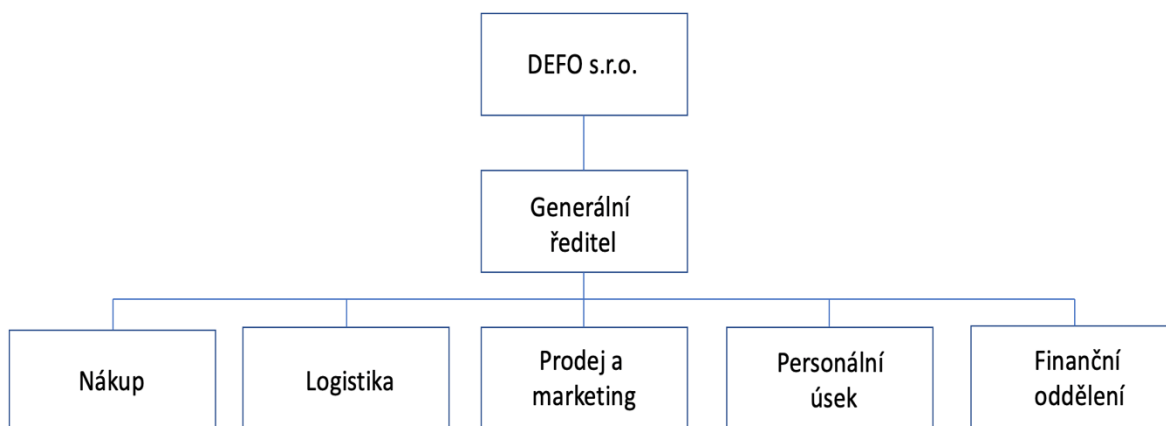 DEFO s.r.o.
Generální
ředitel
Nákup
Logistika
Prodej a
marketing
Personální
úsek
Finanční
oddělení